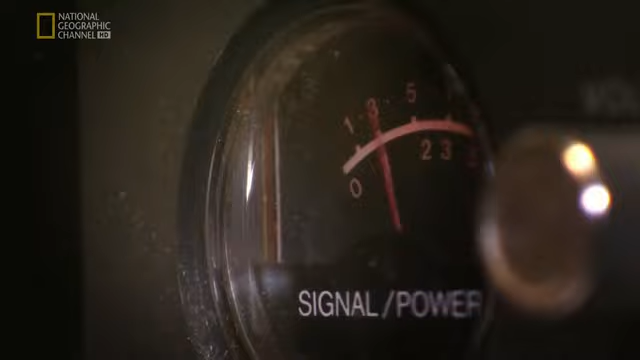 NATIONAL
GEOGRAPHIC
CHANNEL HD
1 3 5
0 2 3
SIGNAL/POWER